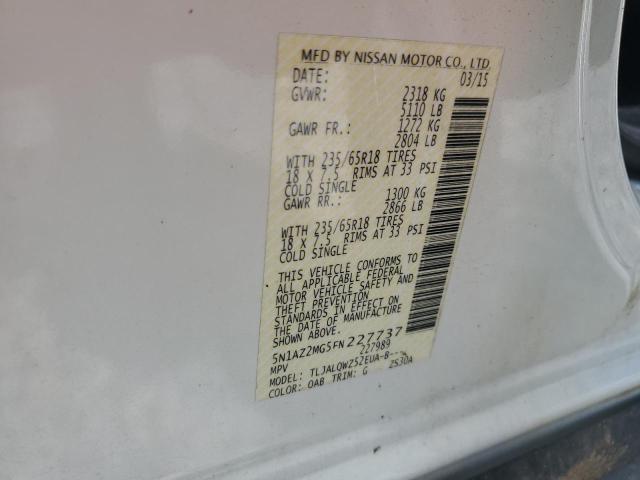 MFD BY NISSAN MOTOR CO., LTD
DATE: 03/15
GVWR: 2318 KG
5110 LB
GAWR FR.: 1272 KG
2804 LB
WITH 235/65R18 TIRES
18 X 7.5 RIMS AT 33 PSI
COLD SINGLE
GAWR RR.: 1300 KG
2866 LB
WITH 235/65R18 TIRES
18 X 7.5 RIMS AT 33 PSI
COLD SINGLE
THIS VEHICLE CONFORMS TO
ALL APPLICABLE FEDERAL
MOTOR VEHICLE SAFETY AND
THEFT PREVENTION
STANDARDS IN EFFECT ON
THE DATE OF MANUFACTURE
SHOWN ABOVE.
5N1AZ2MG5FN227737
MPV 227989
MODEL: TLJALQWZ52EUA-B---
COLOR: QAB TRIM: G 2530A